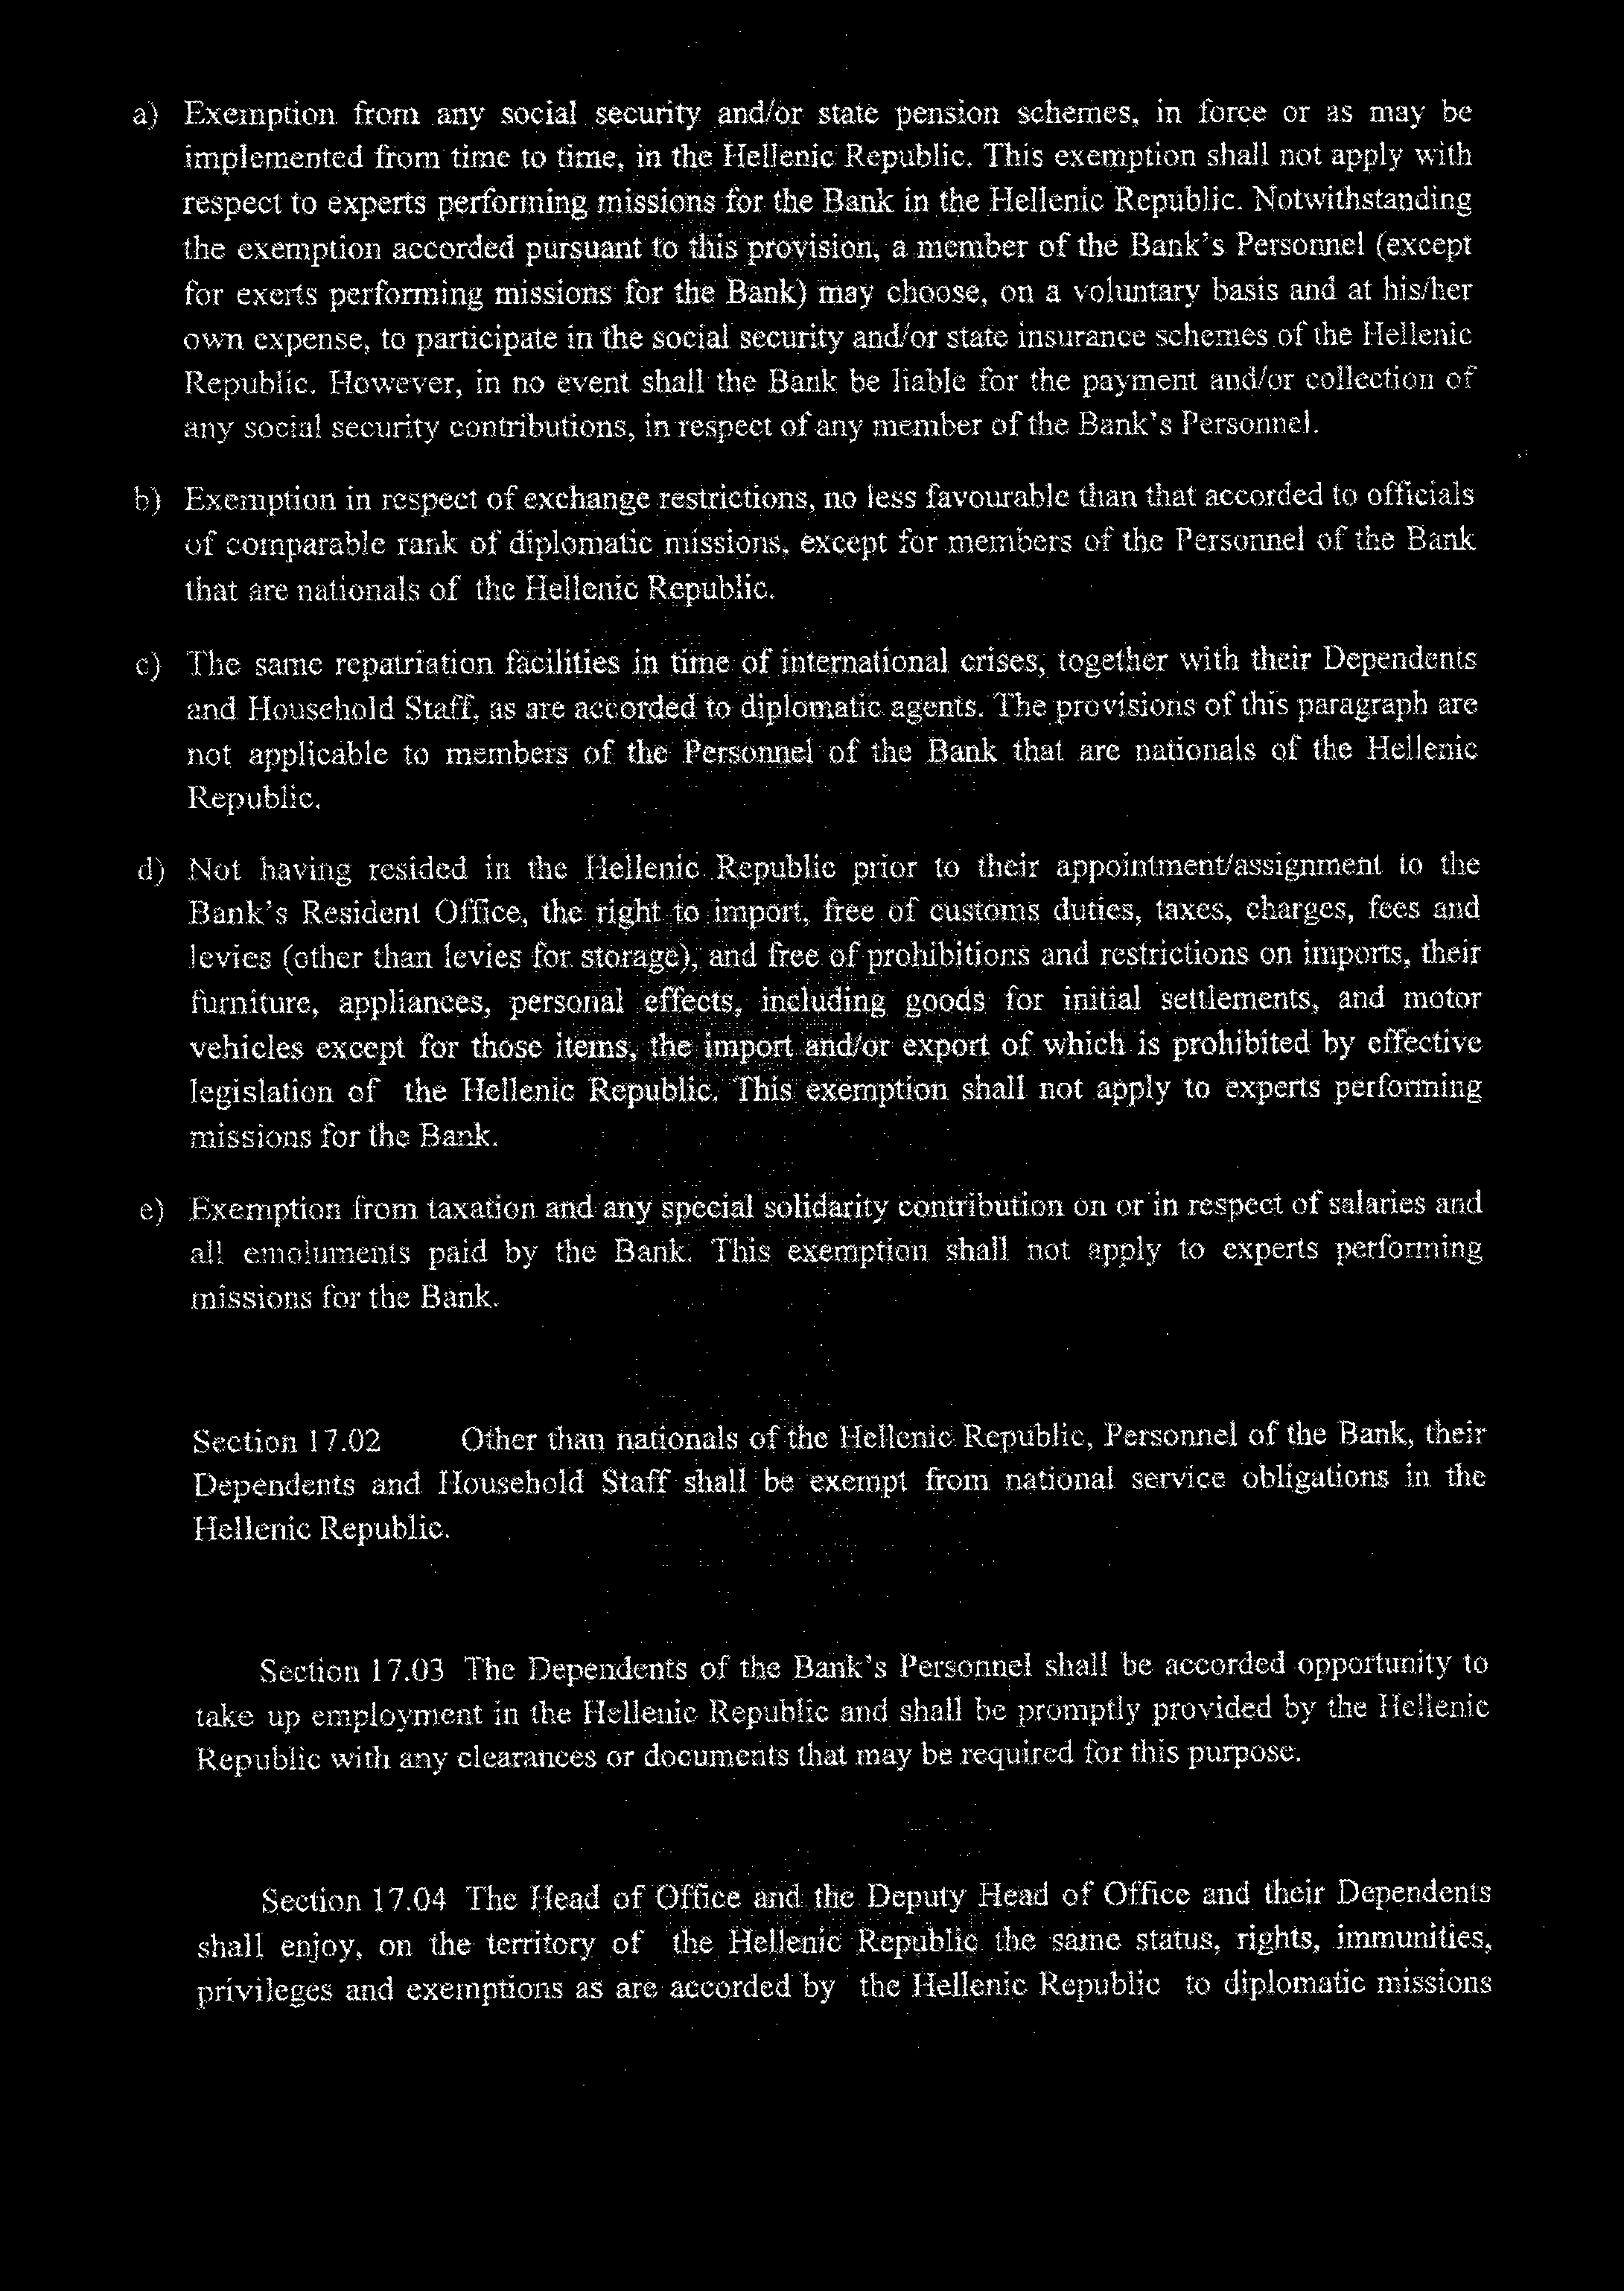 a) Exemption from any social security and/or state pension schemes, in force or as may be
implemented from time to time, in the Hellenic Republic. This exemption shall not apply with
respect to experts performing missions for the Bank in the Hellenic Republic. Notwithstanding
the exemption accorded pursuant to this provision, a member of the Bank's Personnel (except
for exerts performing missions for the Bank) may choose, on a voluntary basis and at his/her
own expense, to participate in the social security and/or state insurance schemes of the Hellenic
Republic. However, in no event shall the Bank be liable for the payment and/or collection of
any social security contributions, in respect of any member of the Bank's Personnel.
b) Exemption in respect of exchange restrictions, no less favourable than that accorded to officials
of comparable rank of diplomatic missions, except for members of the Personnel of the Bank
that are nationals of the Hellenic Republic.
c) The same repatriation facilities in time of international crises, together with their Dependents
and Household Staff, as are accorded to diplomatic agents. The provisions of this paragraph are
not applicable to members of the Personnel of the Bank that are nationals of the Hellenic
Republic.
d) Not having resided in the Hellenic Republic prior to their appointment/assignment to the
Bank's Resident Office, the right to import, free of customs duties, taxes, charges, fees and
levies (other than levies for storage), and free of prohibitions and restrictions on imports, their
furniture, appliances, personal effects, including goods for initial settlements, and motor
vehicles except for those items, the import and/or export of which is prohibited by effective
legislation of the Hellenic Republic. This exemption shall not apply to experts performing
missions for the Bank.
e) Exemption from taxation and any special solidarity contribution on or in respect of salaries and
all emoluments paid by the Bank. This exemption shall not apply to experts performing
missions for the Bank.
Section 17.02 Other than nationals of the Hellenic Republic, Personnel of the Bank, their
Dependents and Household Staff shall be exempt from national service obligations in the
Hellenic Republic.
Section 17.03 The Dependents of the Bank's Personnel shall be accorded opportunity to
take up employment in the Hellenic Republic and shall be promptly provided by the Hellenic
Republic with any clearances or documents that may be required for this purpose.
Section 17.04 The Head of Office and the Deputy Head of Office and their Dependents
shall enjoy, on the territory of the Hellenic Republic the same status, rights, immunities,
privileges and exemptions as are accorded by the Hellenic Republic to diplomatic missions